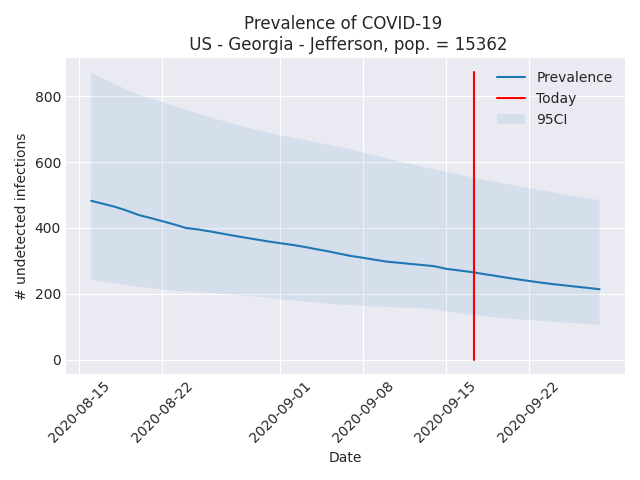 Prevalence of COVID-19
US - Georgia - Jefferson, pop. = 15362
Prevalence
Today
95CI
# undetected infections
800
600
400
200
0
2020-08-15
2020-08-22
2020-09-01
2020-09-08
2020-09-15
2020-09-22
Date